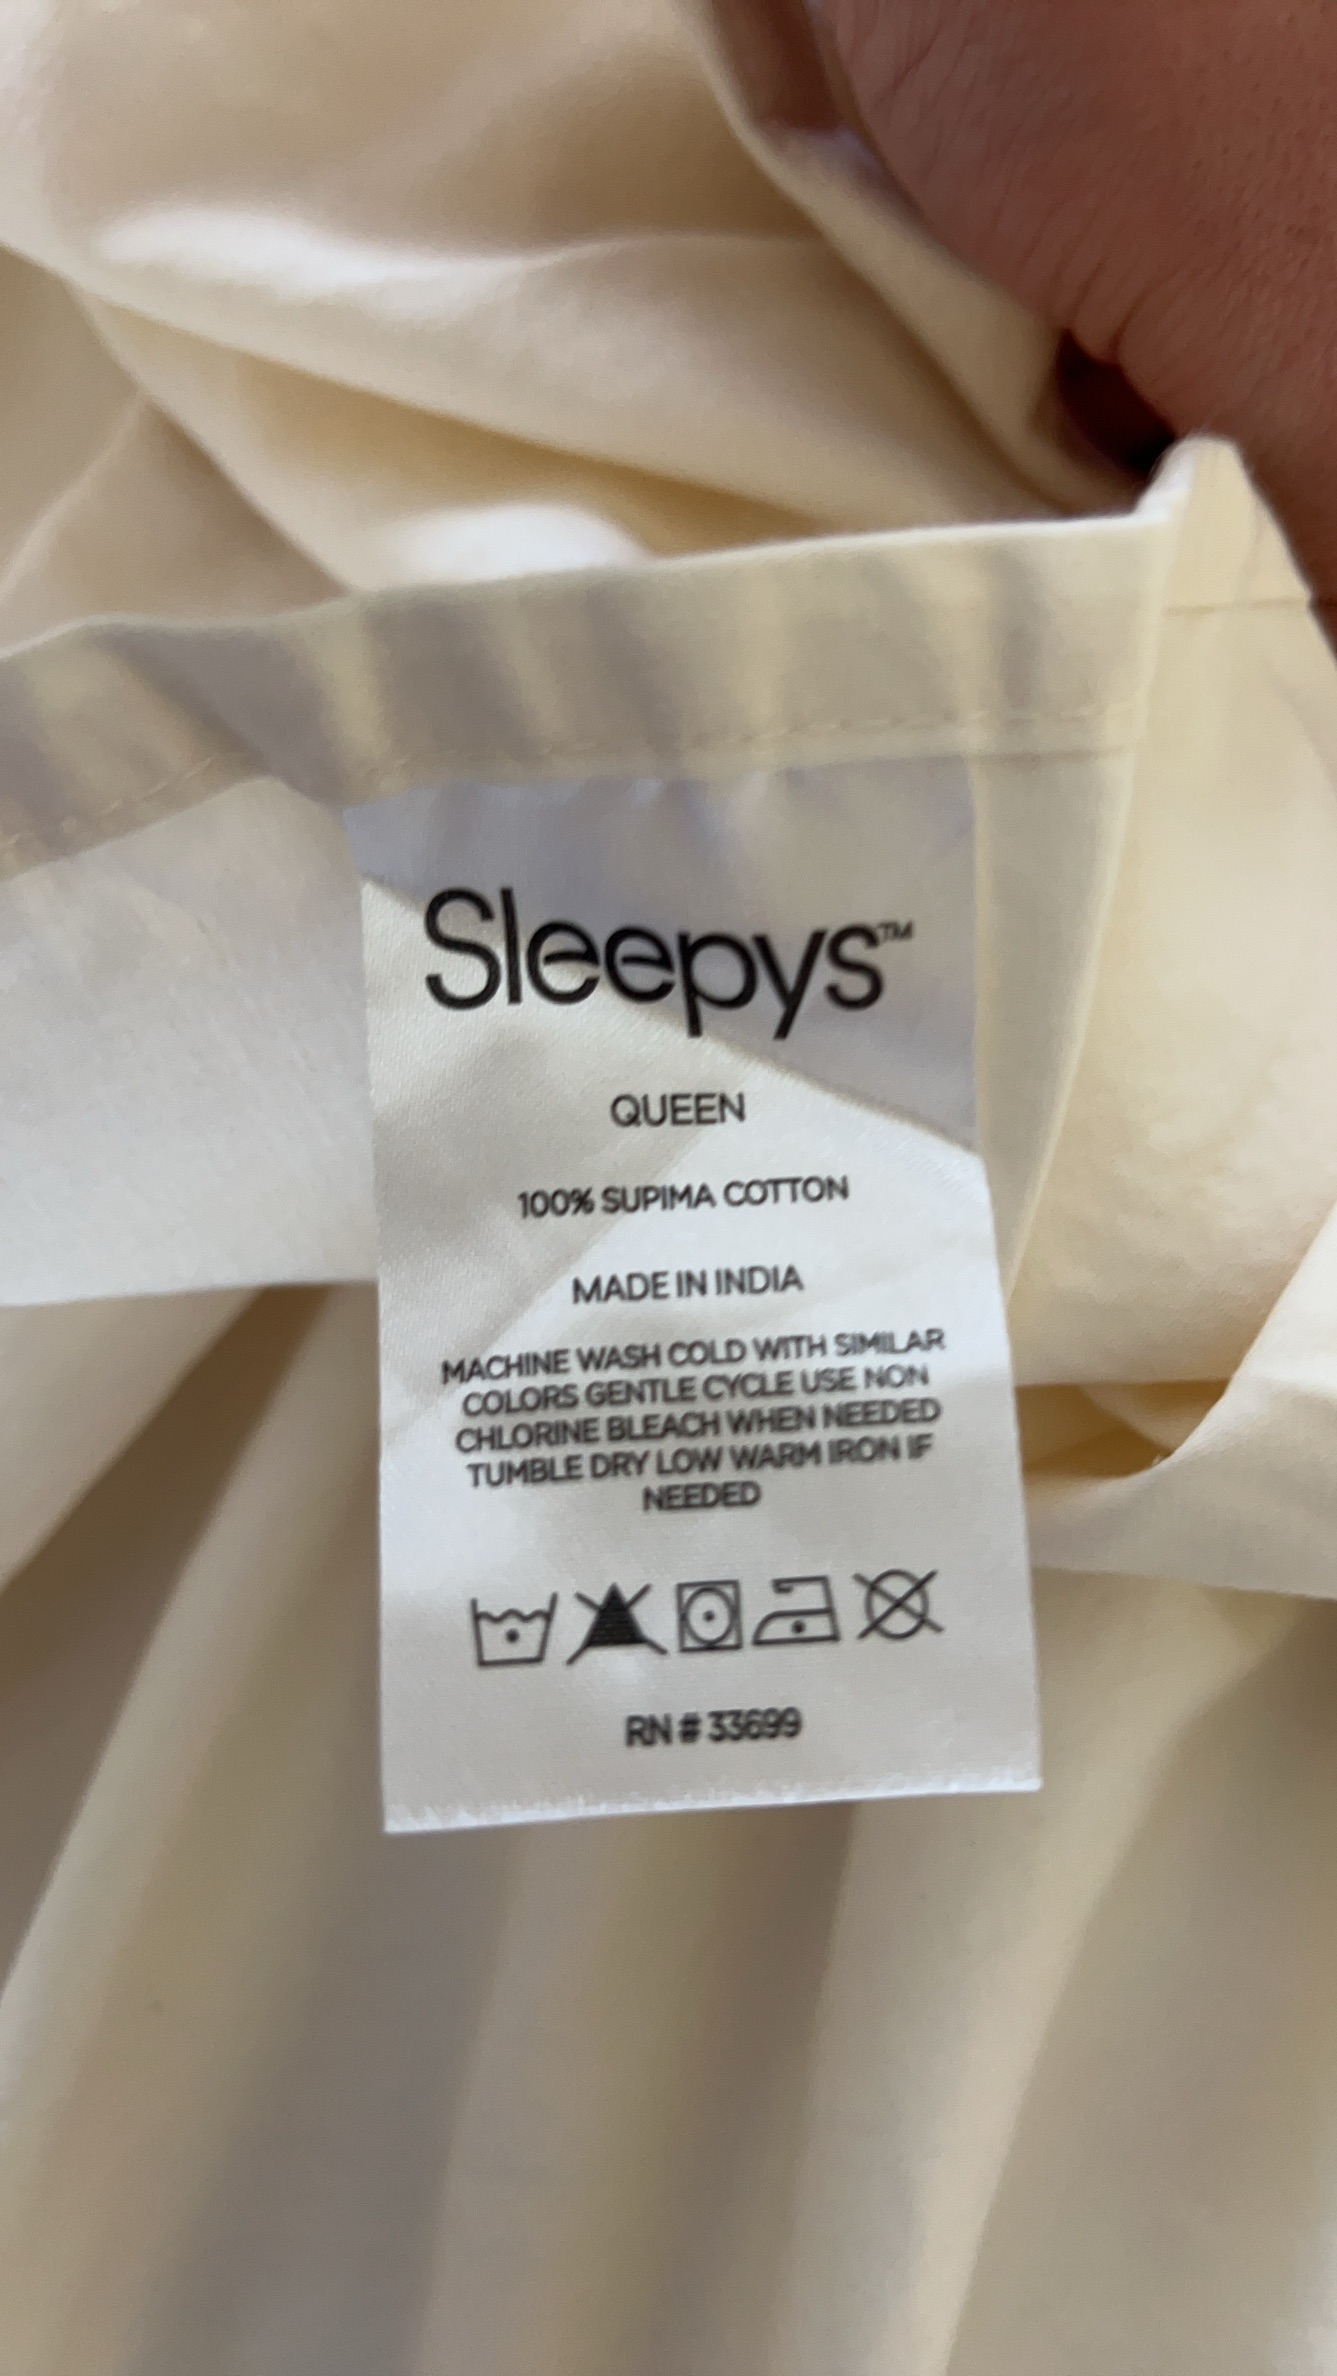 Sleepys™
QUEEN
100% SUPIMA COTTON
MADE IN INDIA
MACHINE WASH COLD WITH SIMILAR
COLORS GENTLE CYCLE USE NON
CHLORINE BLEACH WHEN NEEDED
TUMBLE DRY LOW WARM IRON IF
NEEDED
RN # 33699